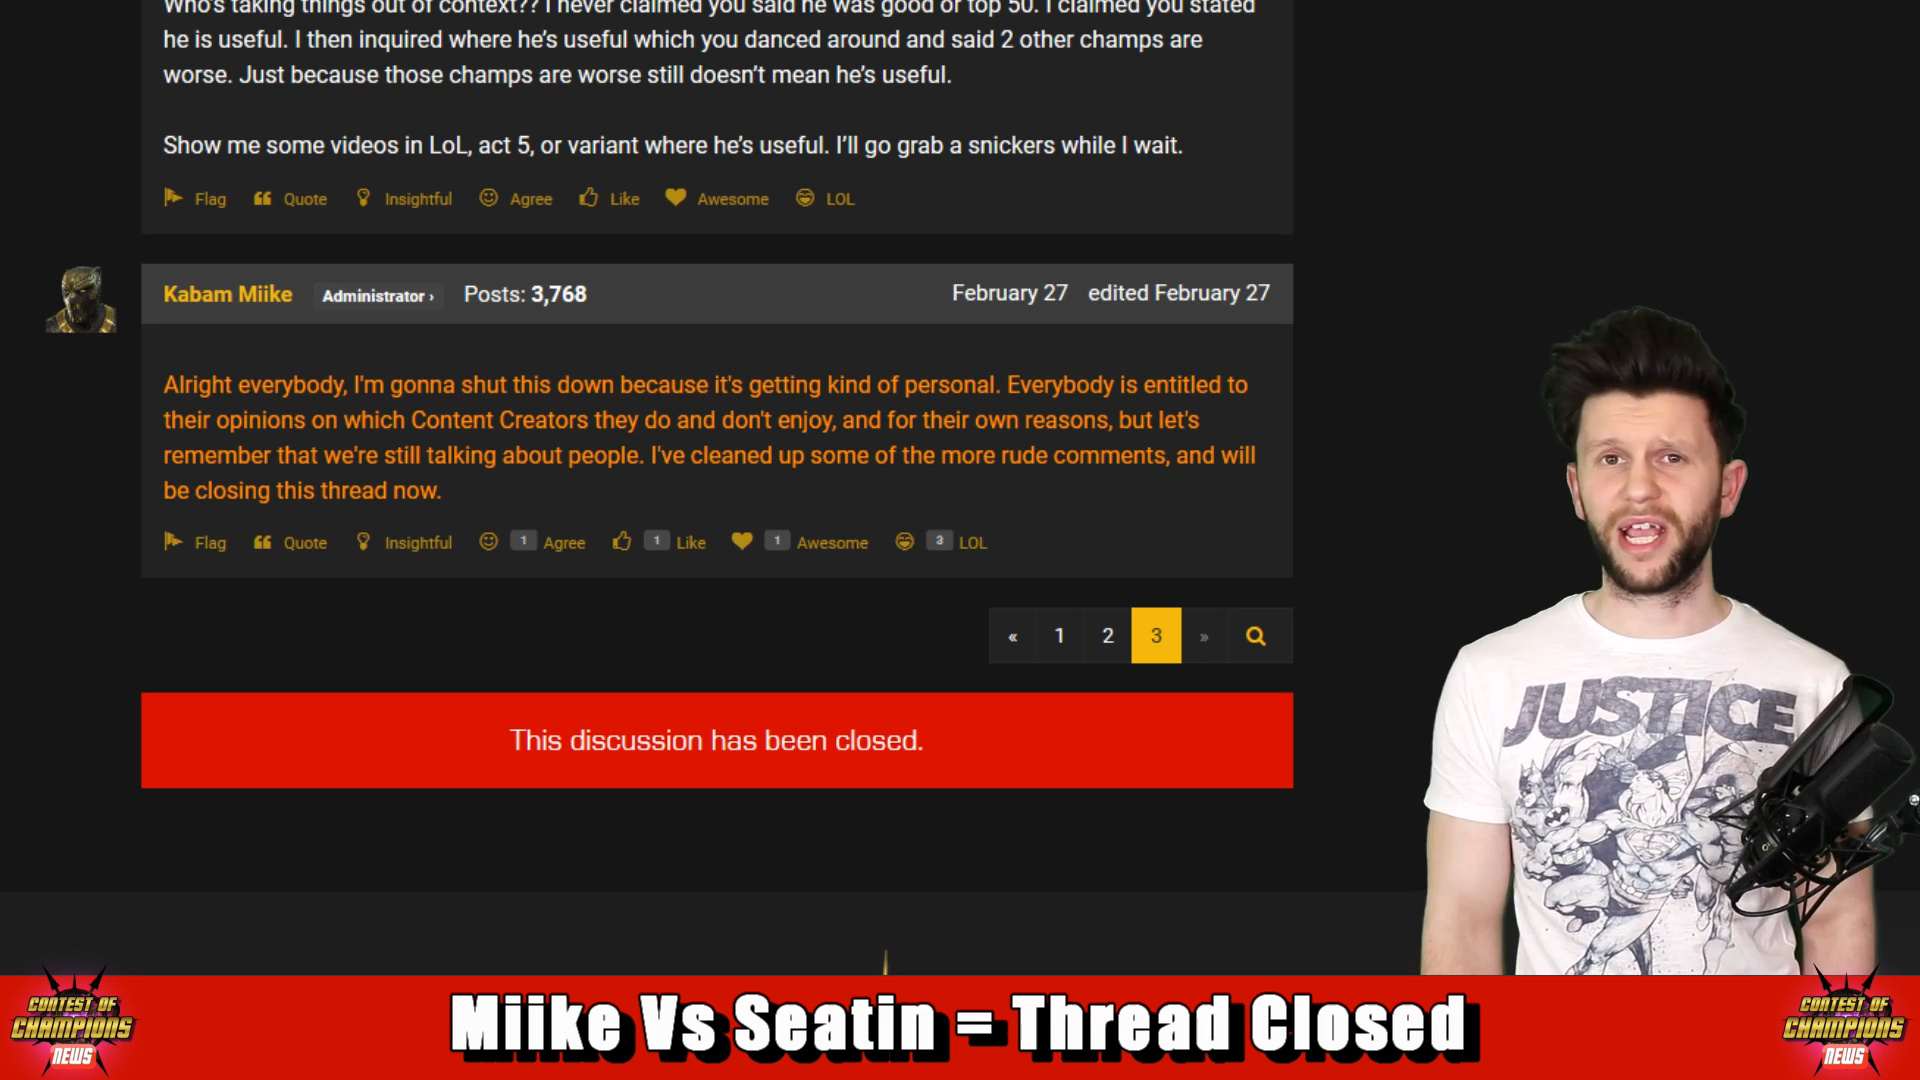 Who's taking things out of context?? I never claimed you said he was good or top 50. I claimed you stated
he is useful. I then inquired where he's useful which you danced around and said 2 other champs are
worse. Just because those champs are worse still doesn't mean he's useful.
Show me some videos in LoL, act 5, or variant where he's useful. I'll go grab a snickers while I wait.
Flag Quote Insightful Agree Like Awesome LOL
Kabam Miike Administrator › Posts: 3,768 February 27 edited February 27
Alright everybody, I'm gonna shut this down because it's getting kind of personal. Everybody is entitled to
their opinions on which Content Creators they do and don't enjoy, and for their own reasons, but let's
remember that we're still talking about people. I've cleaned up some of the more rude comments, and will
be closing this thread now.
Flag Quote Insightful 1 Agree 1 Like 1 Awesome 3 LOL
« 1 2 3 »
This discussion has been closed.
JUSTICE
CONTEST OF
CHAMPIONS
NEWS
Miike Vs Seatin = Thread Closed
CONTEST OF
CHAMPIONS
NEWS